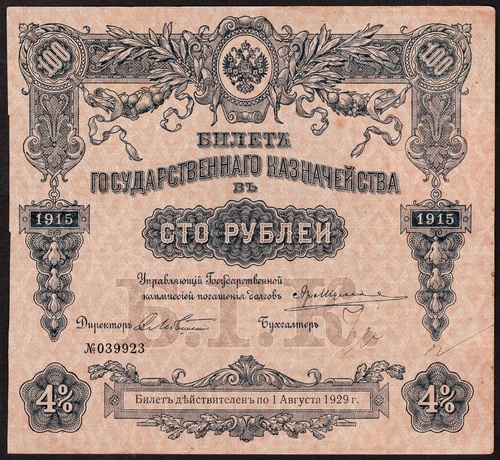 100 100
БИЛЕТЪ
ГОСУДАРСТВЕННАГО КАЗНАЧЕЙСТВА
ВЪ
1915 1915
СТО РУБЛЕЙ
Управляющій Государственной
коммиссіей погашенія долговъ
Директоръ Бухгалтеръ
№039923
4% 4%
Билетъ дѣйствителенъ по 1 Августа 1929 г.